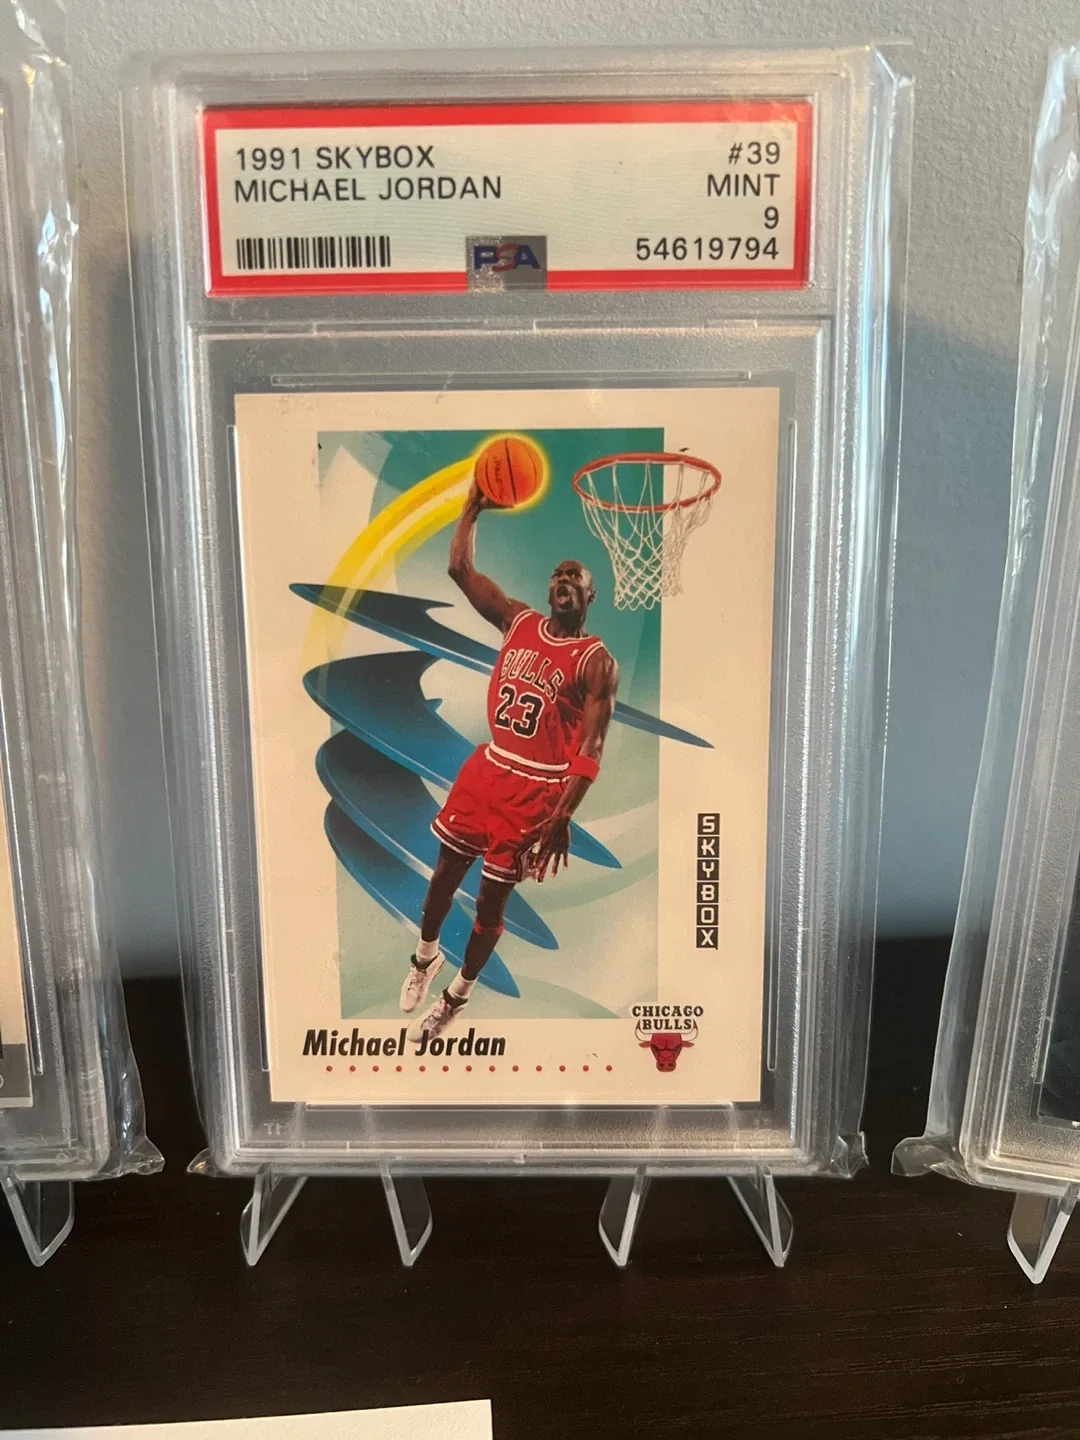 1991 SKYBOX #39
MICHAEL JORDAN MINT
9
54619794
PSA
BULLS
23
SKYBOX
CHICAGO
BULLS
Michael Jordan